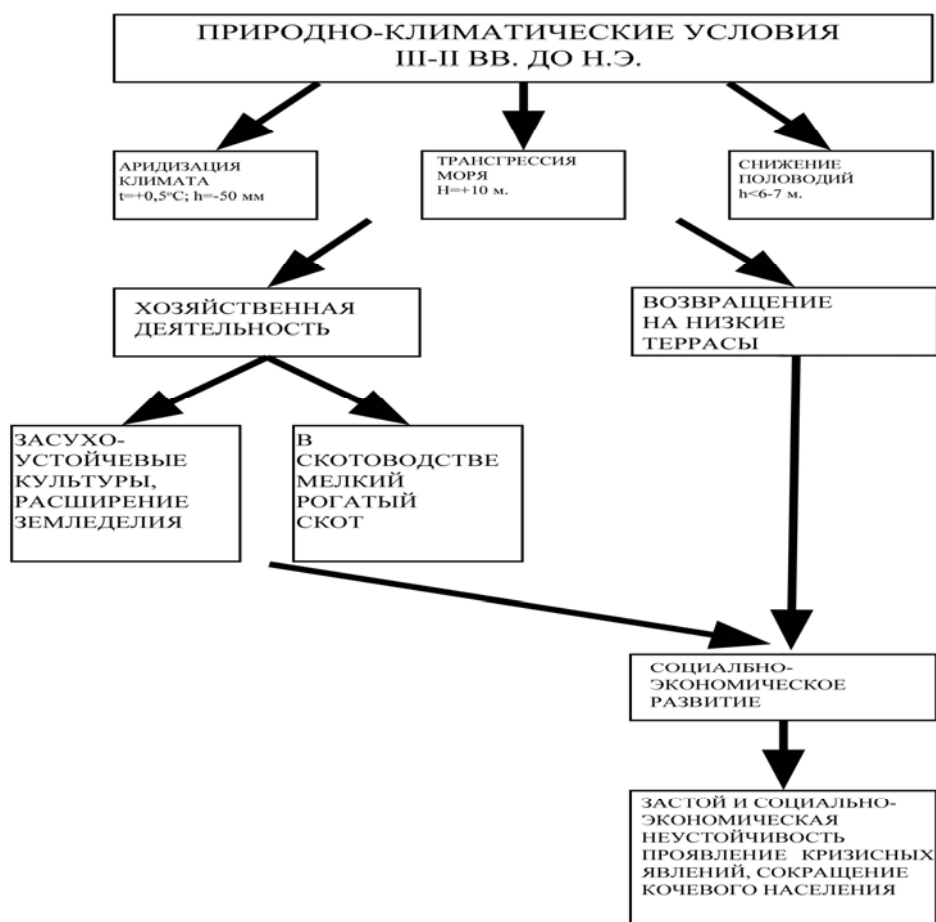 ПРИРОДНО-КЛИМАТИЧЕСКИЕ УСЛОВИЯ
III-II ВВ. ДО Н.Э.
АРИДИЗАЦИЯ
КЛИМАТА
t=+0,5°C; h=-50 мм
ТРАНСГРЕССИЯ
МОРЯ
Н=+10 м.
СНИЖЕНИЕ
ПОЛОВОДИЙ
h<6-7 м.
ХОЗЯЙСТВЕННАЯ
ДЕЯТЕЛЬНОСТЬ
ВОЗВРАЩЕНИЕ
НА НИЗКИЕ
ТЕРРАСЫ
ЗАСУХО-
УСТОЙЧЕВЫЕ
КУЛЬТУРЫ,
РАСШИРЕНИЕ
ЗЕМЛЕДЕЛИЯ
В
СКОТОВОДСТВЕ
МЕЛКИЙ
РОГАТЫЙ
СКОТ
СОЦИАЛБНО-
ЭКОНОМИЧЕСКОЕ
РАЗВИТИЕ
ЗАСТОЙ И СОЦИАЛЬНО-
ЭКОНОМИЧЕСКАЯ
НЕУСТОЙЧИВОСТЬ
ПРОЯВЛЕНИЕ КРИЗИСНЫХ
ЯВЛЕНИЙ, СОКРАЩЕНИЕ
КОЧЕВОГО НАСЕЛЕНИЯ